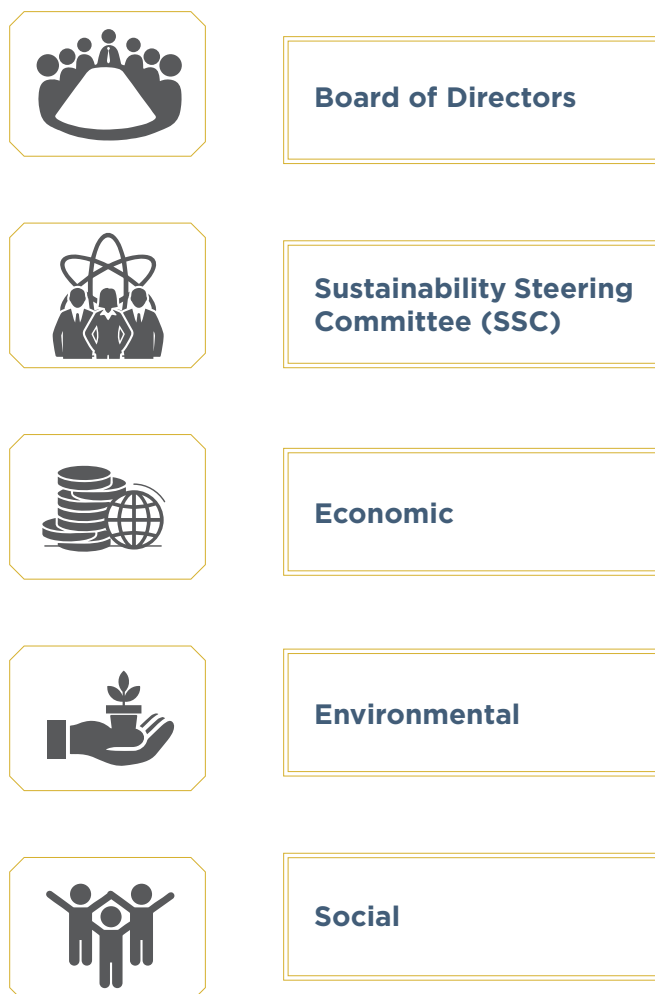 Board of Directors
Sustainability Steering
Committee (SSC)
Economic
Environmental
Social